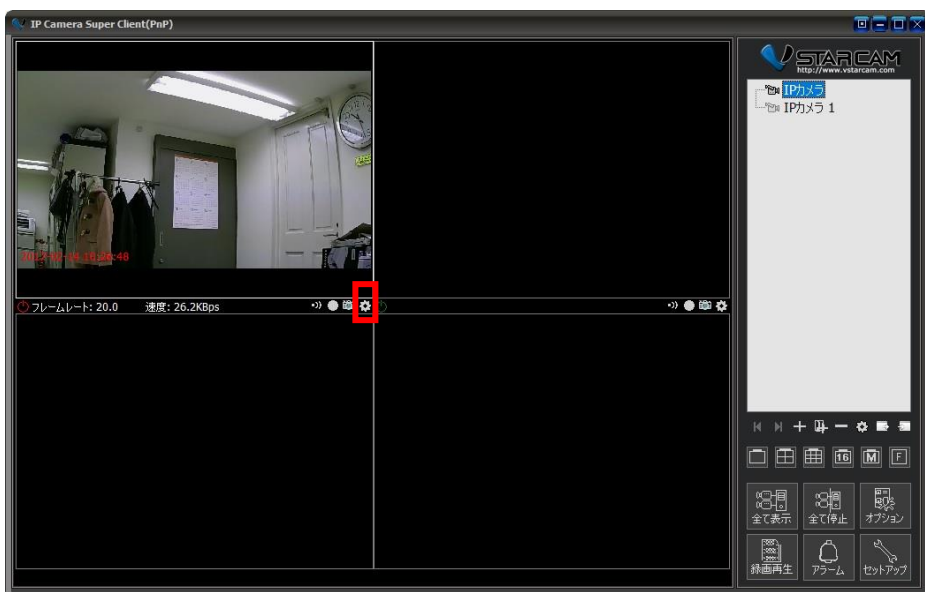 IP Camera Super Client(PnP)
VSTARCAM
http://www.vstarcam.com
IPカメラ
IPカメラ 1
フレームレート: 20.0 速度: 26.2KBps
16 M F
全て表示 全て停止 オプション
録画再生 アラーム セットアップ